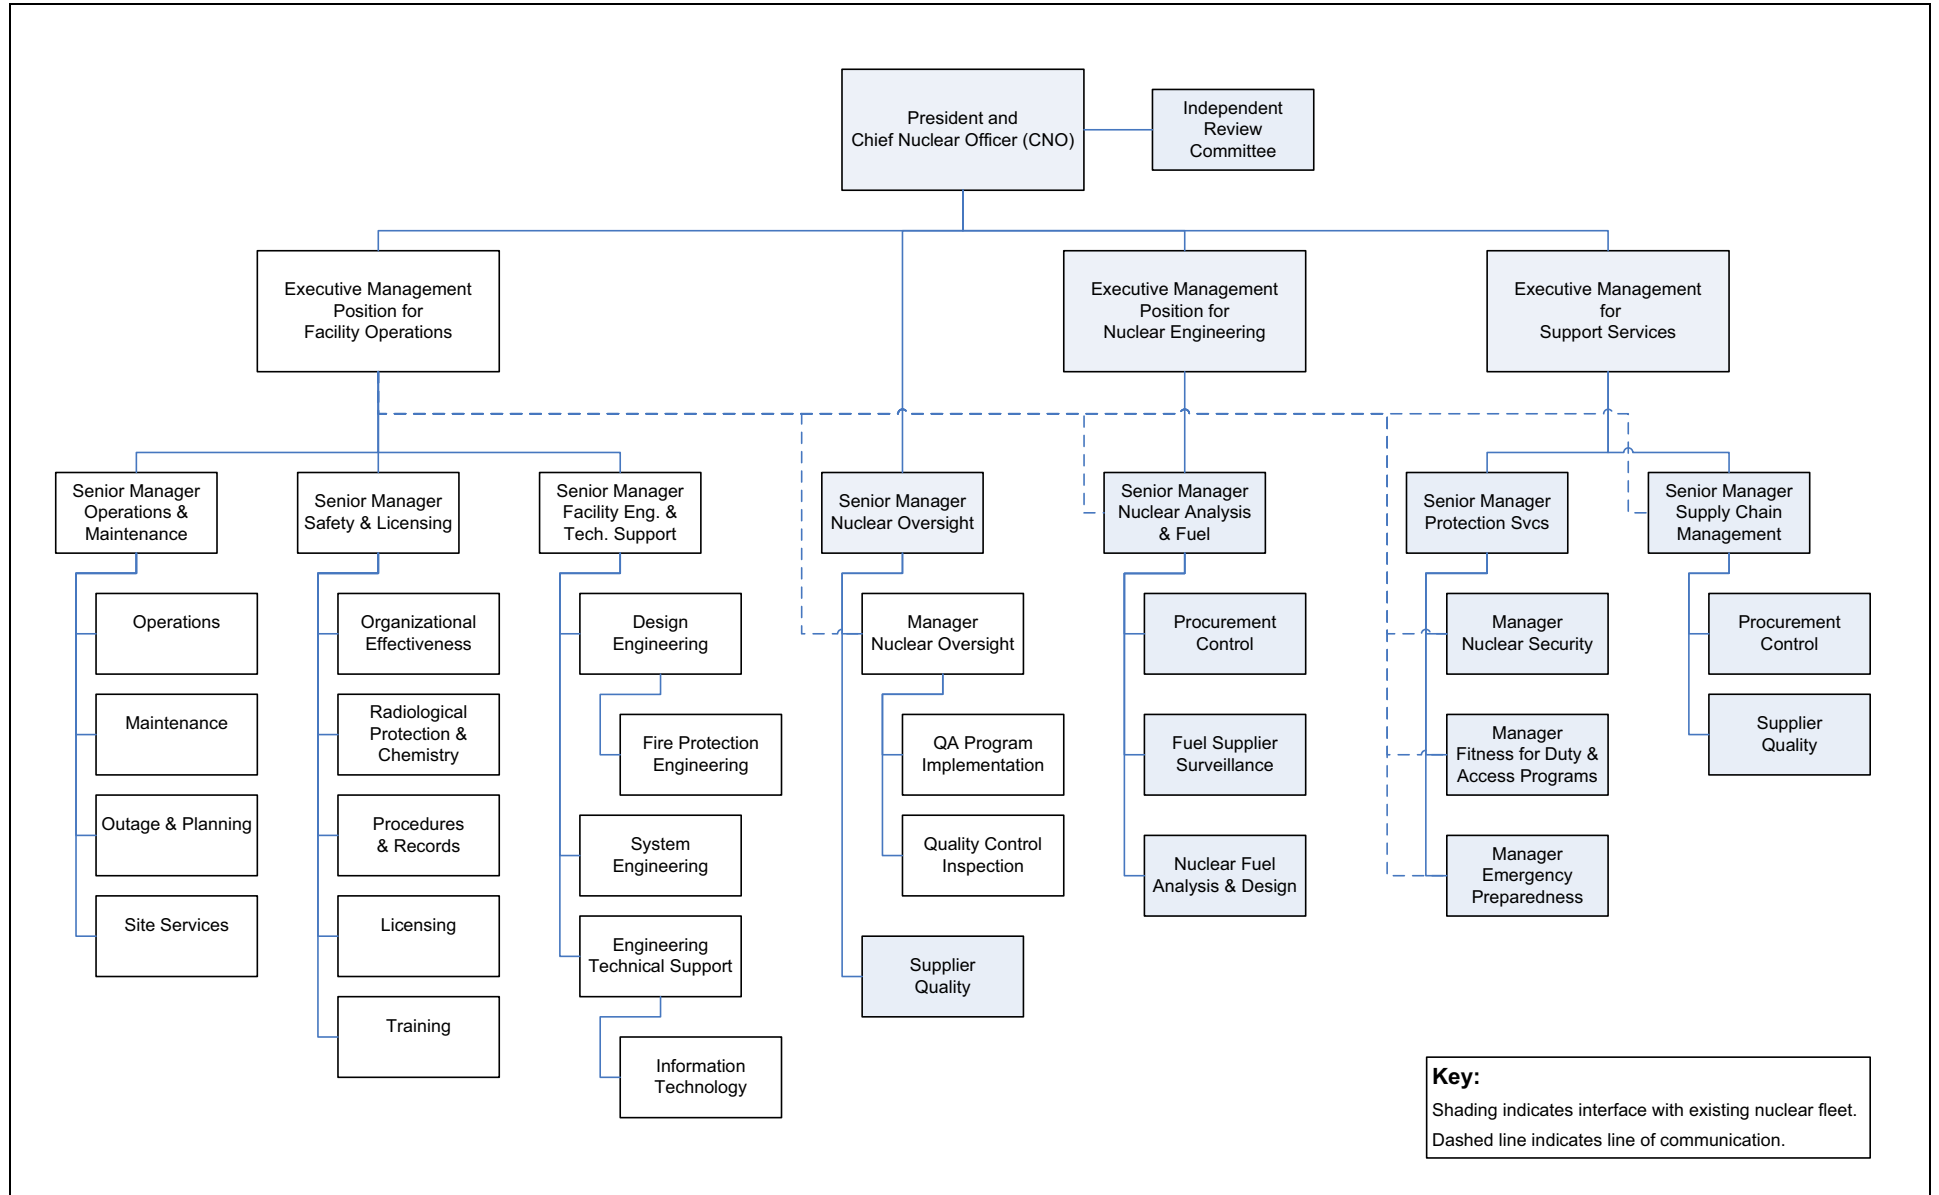 President and
Chief Nuclear Officer (CNO)
Independent
Review
Committee
Executive Management
Position for
Facility Operations
Executive Management
Position for
Nuclear Engineering
Executive Management
for
Support Services
Senior Manager
Operations &
Maintenance
Senior Manager
Safety & Licensing
Senior Manager
Facility Eng. &
Tech. Support
Senior Manager
Nuclear Oversight
Senior Manager
Nuclear Analysis
& Fuel
Senior Manager
Protection Svcs
Senior Manager
Supply Chain
Management
Operations
Maintenance
Outage & Planning
Site Services
Organizational
Effectiveness
Radiological
Protection &
Chemistry
Procedures
& Records
Licensing
Training
Design
Engineering
Fire Protection
Engineering
System
Engineering
Engineering
Technical Support
Information
Technology
Manager
Nuclear Oversight
QA Program
Implementation
Quality Control
Inspection
Supplier
Quality
Procurement
Control
Fuel Supplier
Surveillance
Nuclear Fuel
Analysis & Design
Manager
Nuclear Security
Manager
Fitness for Duty &
Access Programs
Manager
Emergency
Preparedness
Procurement
Control
Supplier
Quality
Key:
Shading indicates interface with existing nuclear fleet.
Dashed line indicates line of communication.